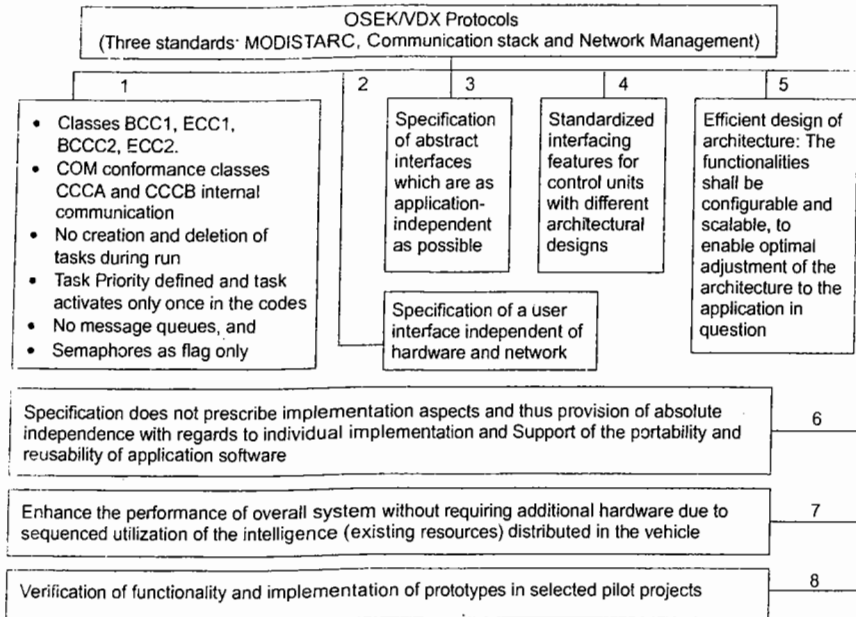 OSEK/VDX Protocols
(Three standards: MODISTARC, Communication stack and Network Management)
1
2
3
4
5
• Classes BCC1, ECC1,
BCCC2, ECC2.
• COM conformance classes
CCCA and CCCB internal
communication
• No creation and deletion of
tasks during run
• Task Priority defined and task
activates only once in the codes
• No message queues, and
• Semaphores as flag only
Specification
of abstract
interfaces
which are as
application-
independent
as possible
Standardized
interfacing
features for
control units
with different
architectural
designs
Efficient design of
architecture: The
functionalities
shall be
configurable and
scalable, to
enable optimal
adjustment of the
architecture to the
application in
question
Specification of a user
interface independent of
hardware and network
Specification does not prescribe implementation aspects and thus provision of absolute
independence with regards to individual implementation and Support of the portability and
reusability of application software
6
Enhance the performance of overall system without requiring additional hardware due to
sequenced utilization of the intelligence (existing resources) distributed in the vehicle
7
Verification of functionality and implementation of prototypes in selected pilot projects
8